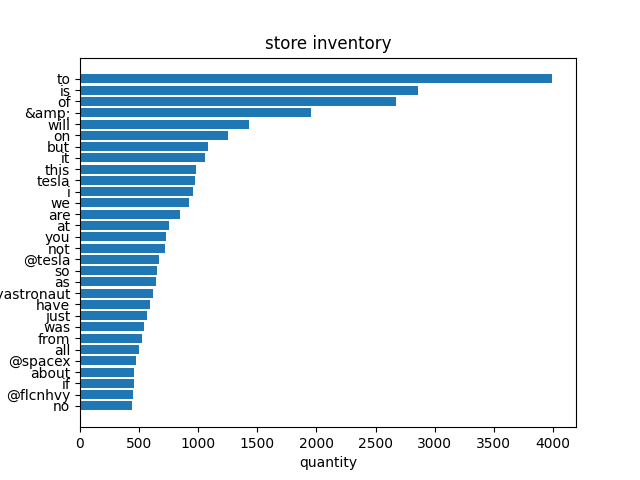 store inventory
to
is
of
&amp;
will
on
but
it
this
tesla
i
we
are
at
you
not
@tesla
so
as
yastronaut
have
just
was
from
all
@spacex
about
if
@flcnhvy
no
0 500 1000 1500 2000 2500 3000 3500 4000
quantity